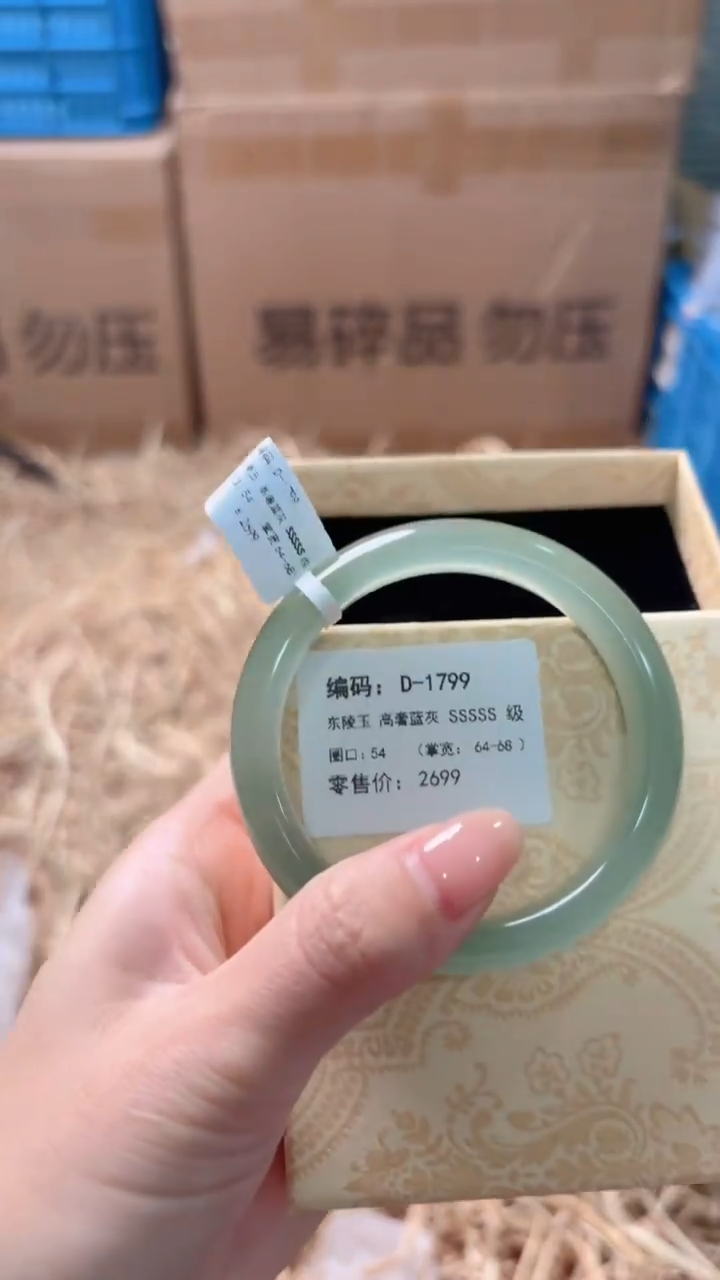 勿压
易碎品 勿压
编码: D-1799
东陵玉 高奢蓝灰 SSSSS 级
圈口: 54 (掌宽: 64-68 )
零售价: 2699